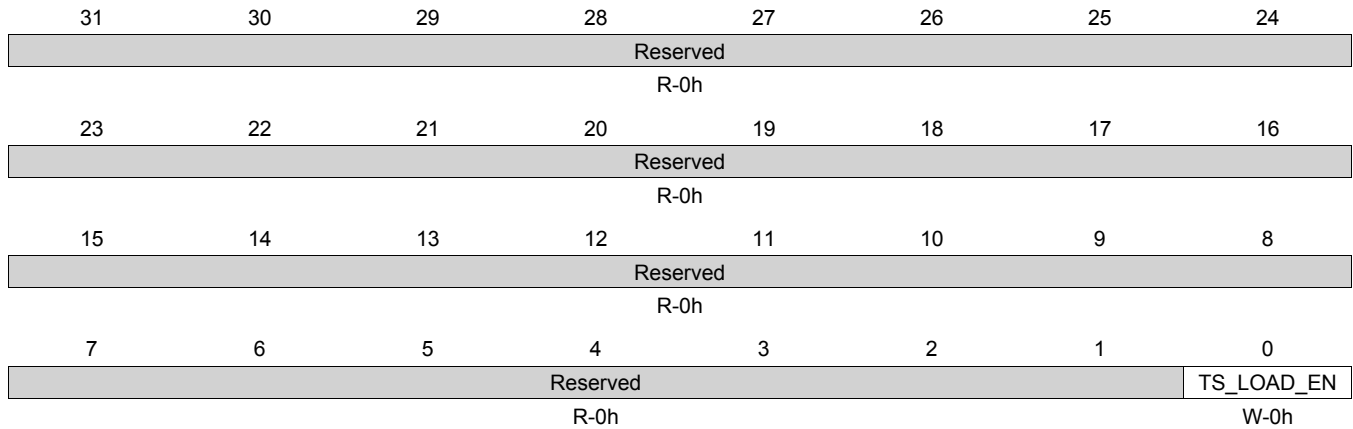 31 30 29 28 27 26 25 24
Reserved
R-0h
23 22 21 20 19 18 17 16
Reserved
R-0h
15 14 13 12 11 10 9 8
Reserved
R-0h
7 6 5 4 3 2 1 0
Reserved TS_LOAD_EN
R-0h W-0h